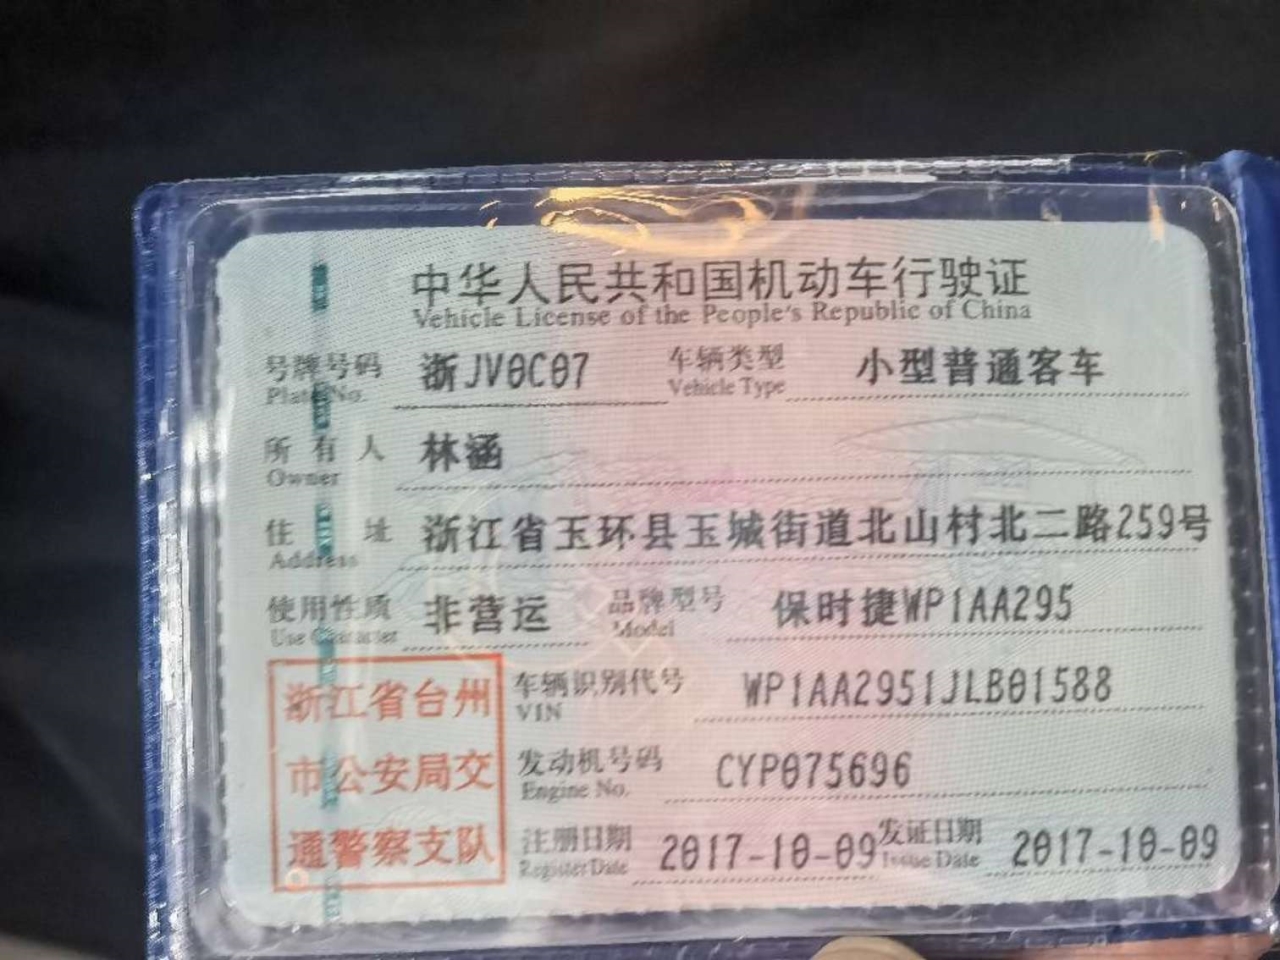 中华人民共和国机动车行驶证
Vehicle License of the People's Republic of China
号牌号码 浙JV0C07 车辆类型 小型普通客车
Plate No. Vehicle Type
所有人 林涵
Owner
住址 浙江省玉环县玉城街道北山村北二路259号
Address
使用性质 非营运 品牌型号 保时捷WP1AA295
Use Character Model
浙江省台州
市公安局交
通警察支队
车辆识别代号 WP1AA2951JLB01588
VIN
发动机号码 CYP075696
Engine No.
注册日期 2017-10-09 发证日期 2017-10-09
Register Date Issue Date